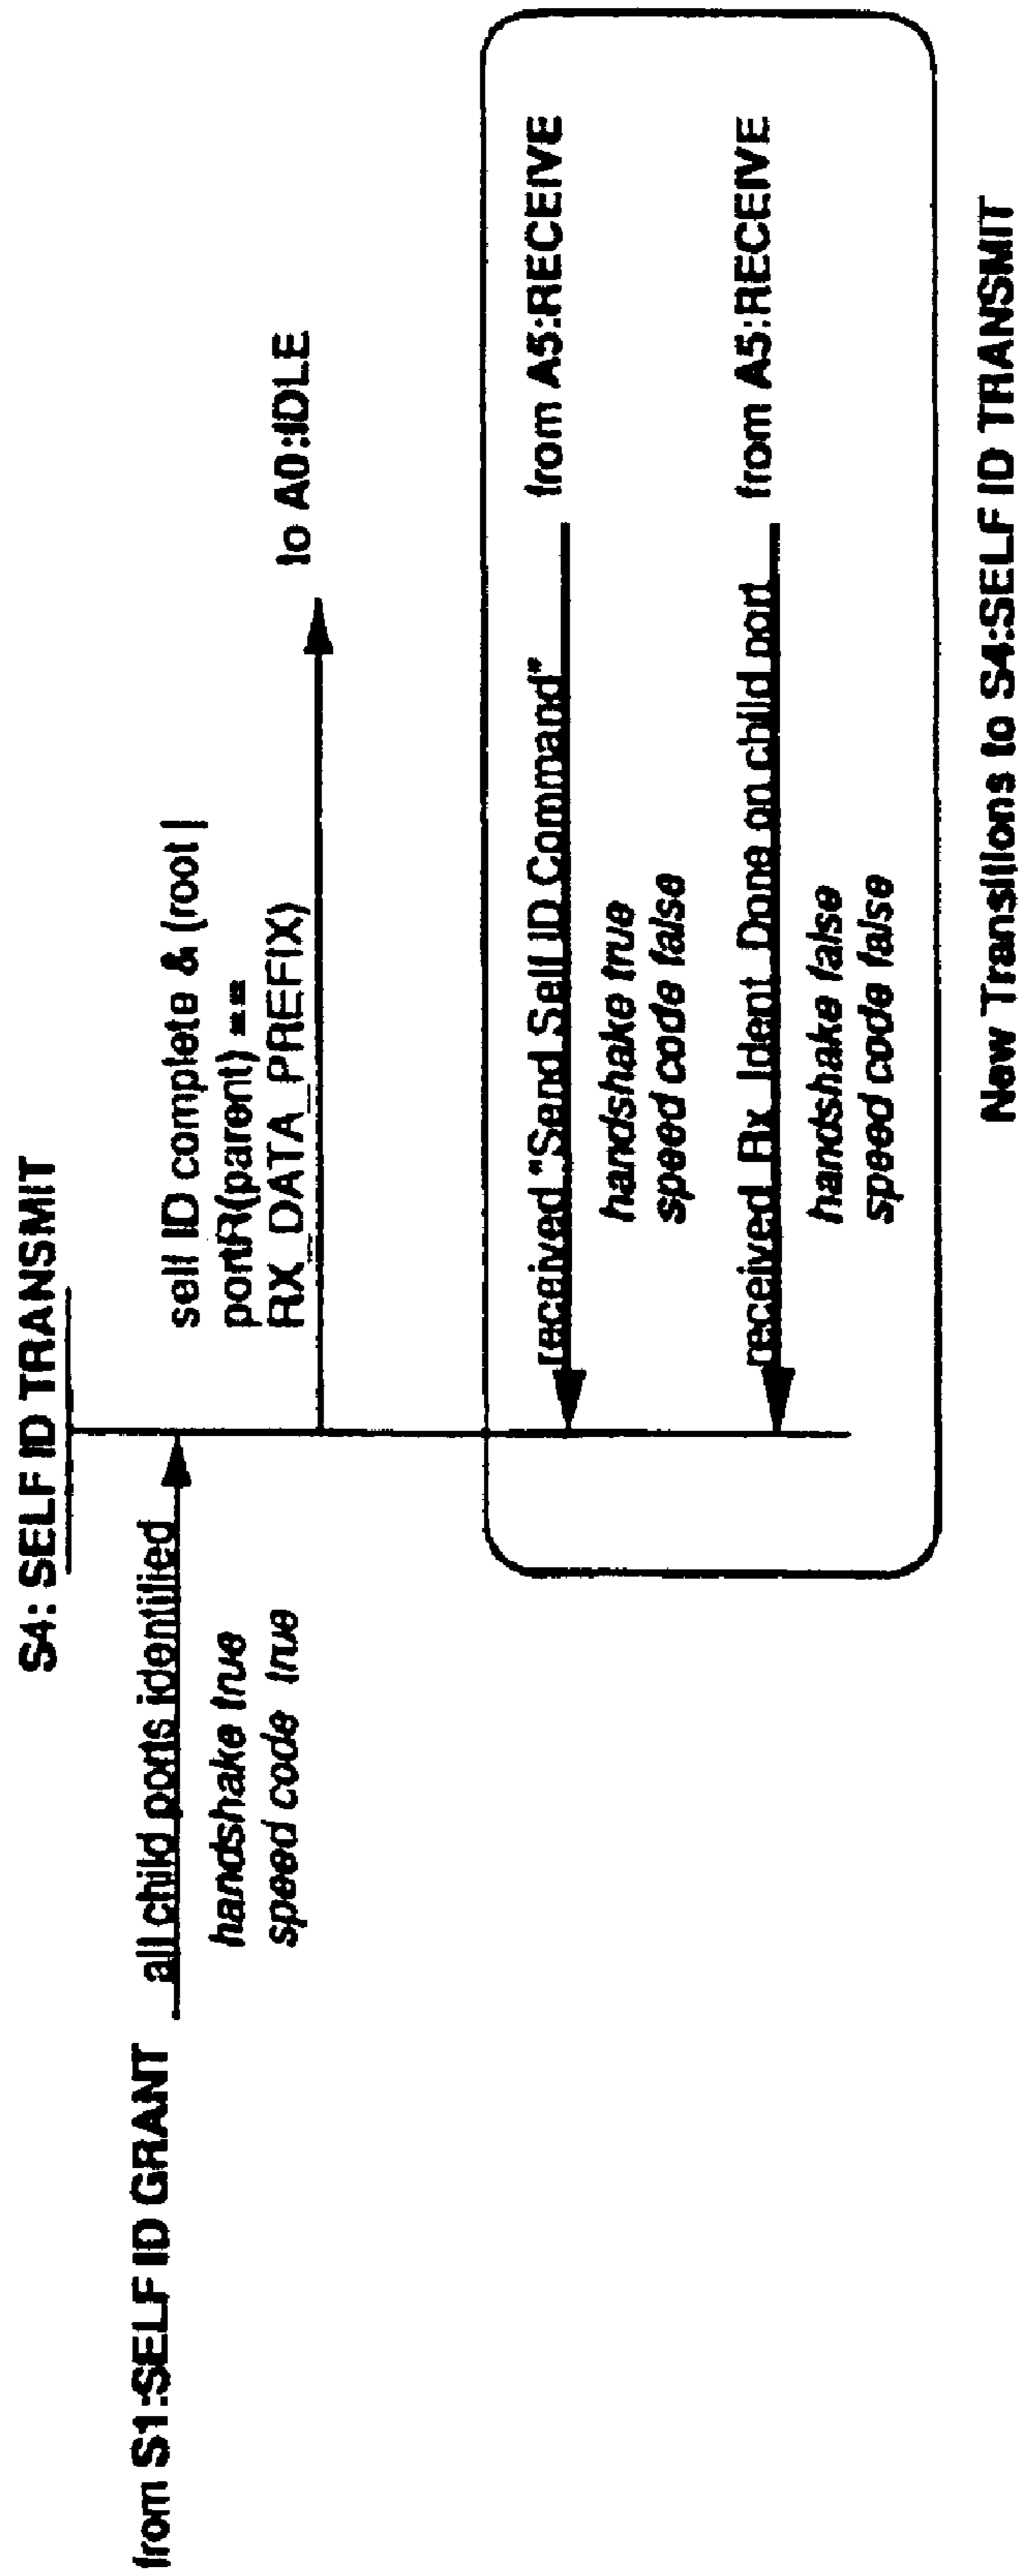 S4: SELF ID TRANSMIT
from S1:SELF ID GRANT
all child ports identified
handshake true
speed code true
self ID complete & (root |
portR(parent) ==
RX_DATA_PREFIX)
to A0:IDLE
received "Send Self ID Command"
from A5:RECEIVE
handshake true
speed code false
received Rx_Ident_Done on child port
from A5:RECEIVE
handshake false
speed code false
New Transitions to S4:SELF ID TRANSMIT